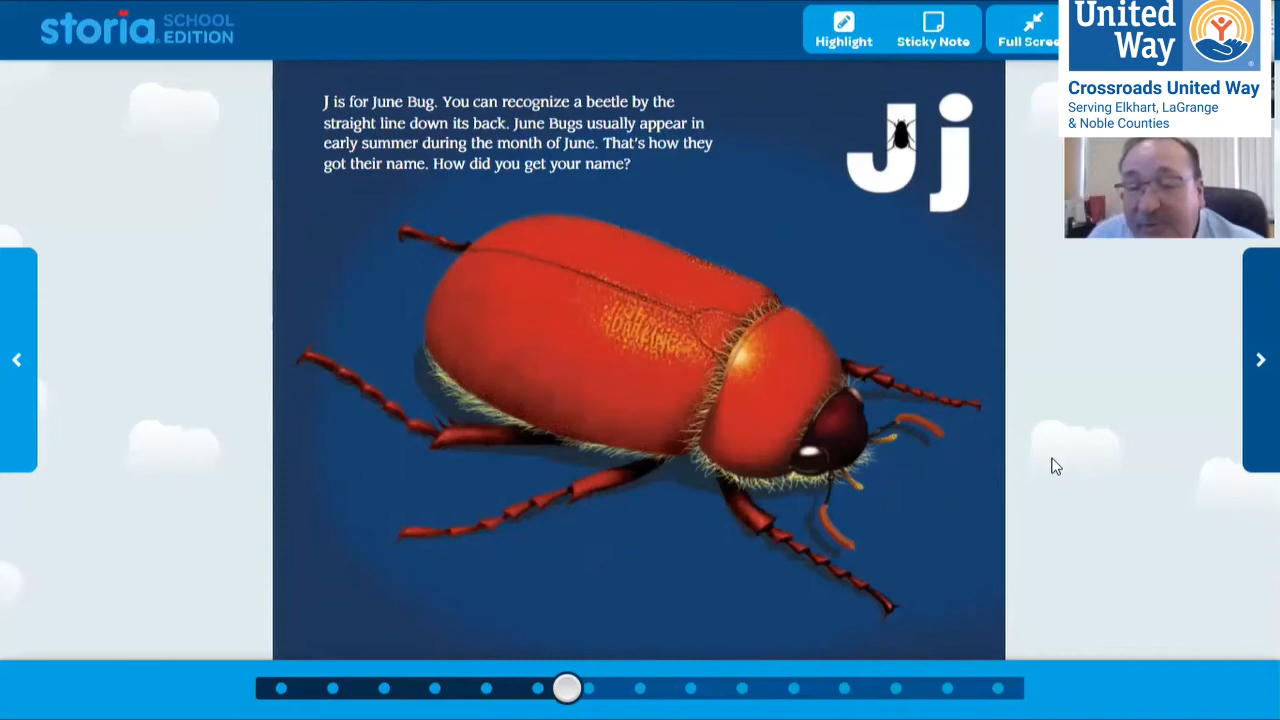 storia SCHOOL EDITION
Highlight
Sticky Note
Full Scree
United
Way
Crossroads United Way
Serving Elkhart, LaGrange
& Noble Counties
J is for June Bug. You can recognize a beetle by the
straight line down its back. June Bugs usually appear in
early summer during the month of June. That's how they
got their name. How did you get your name?
Jj
DARLING